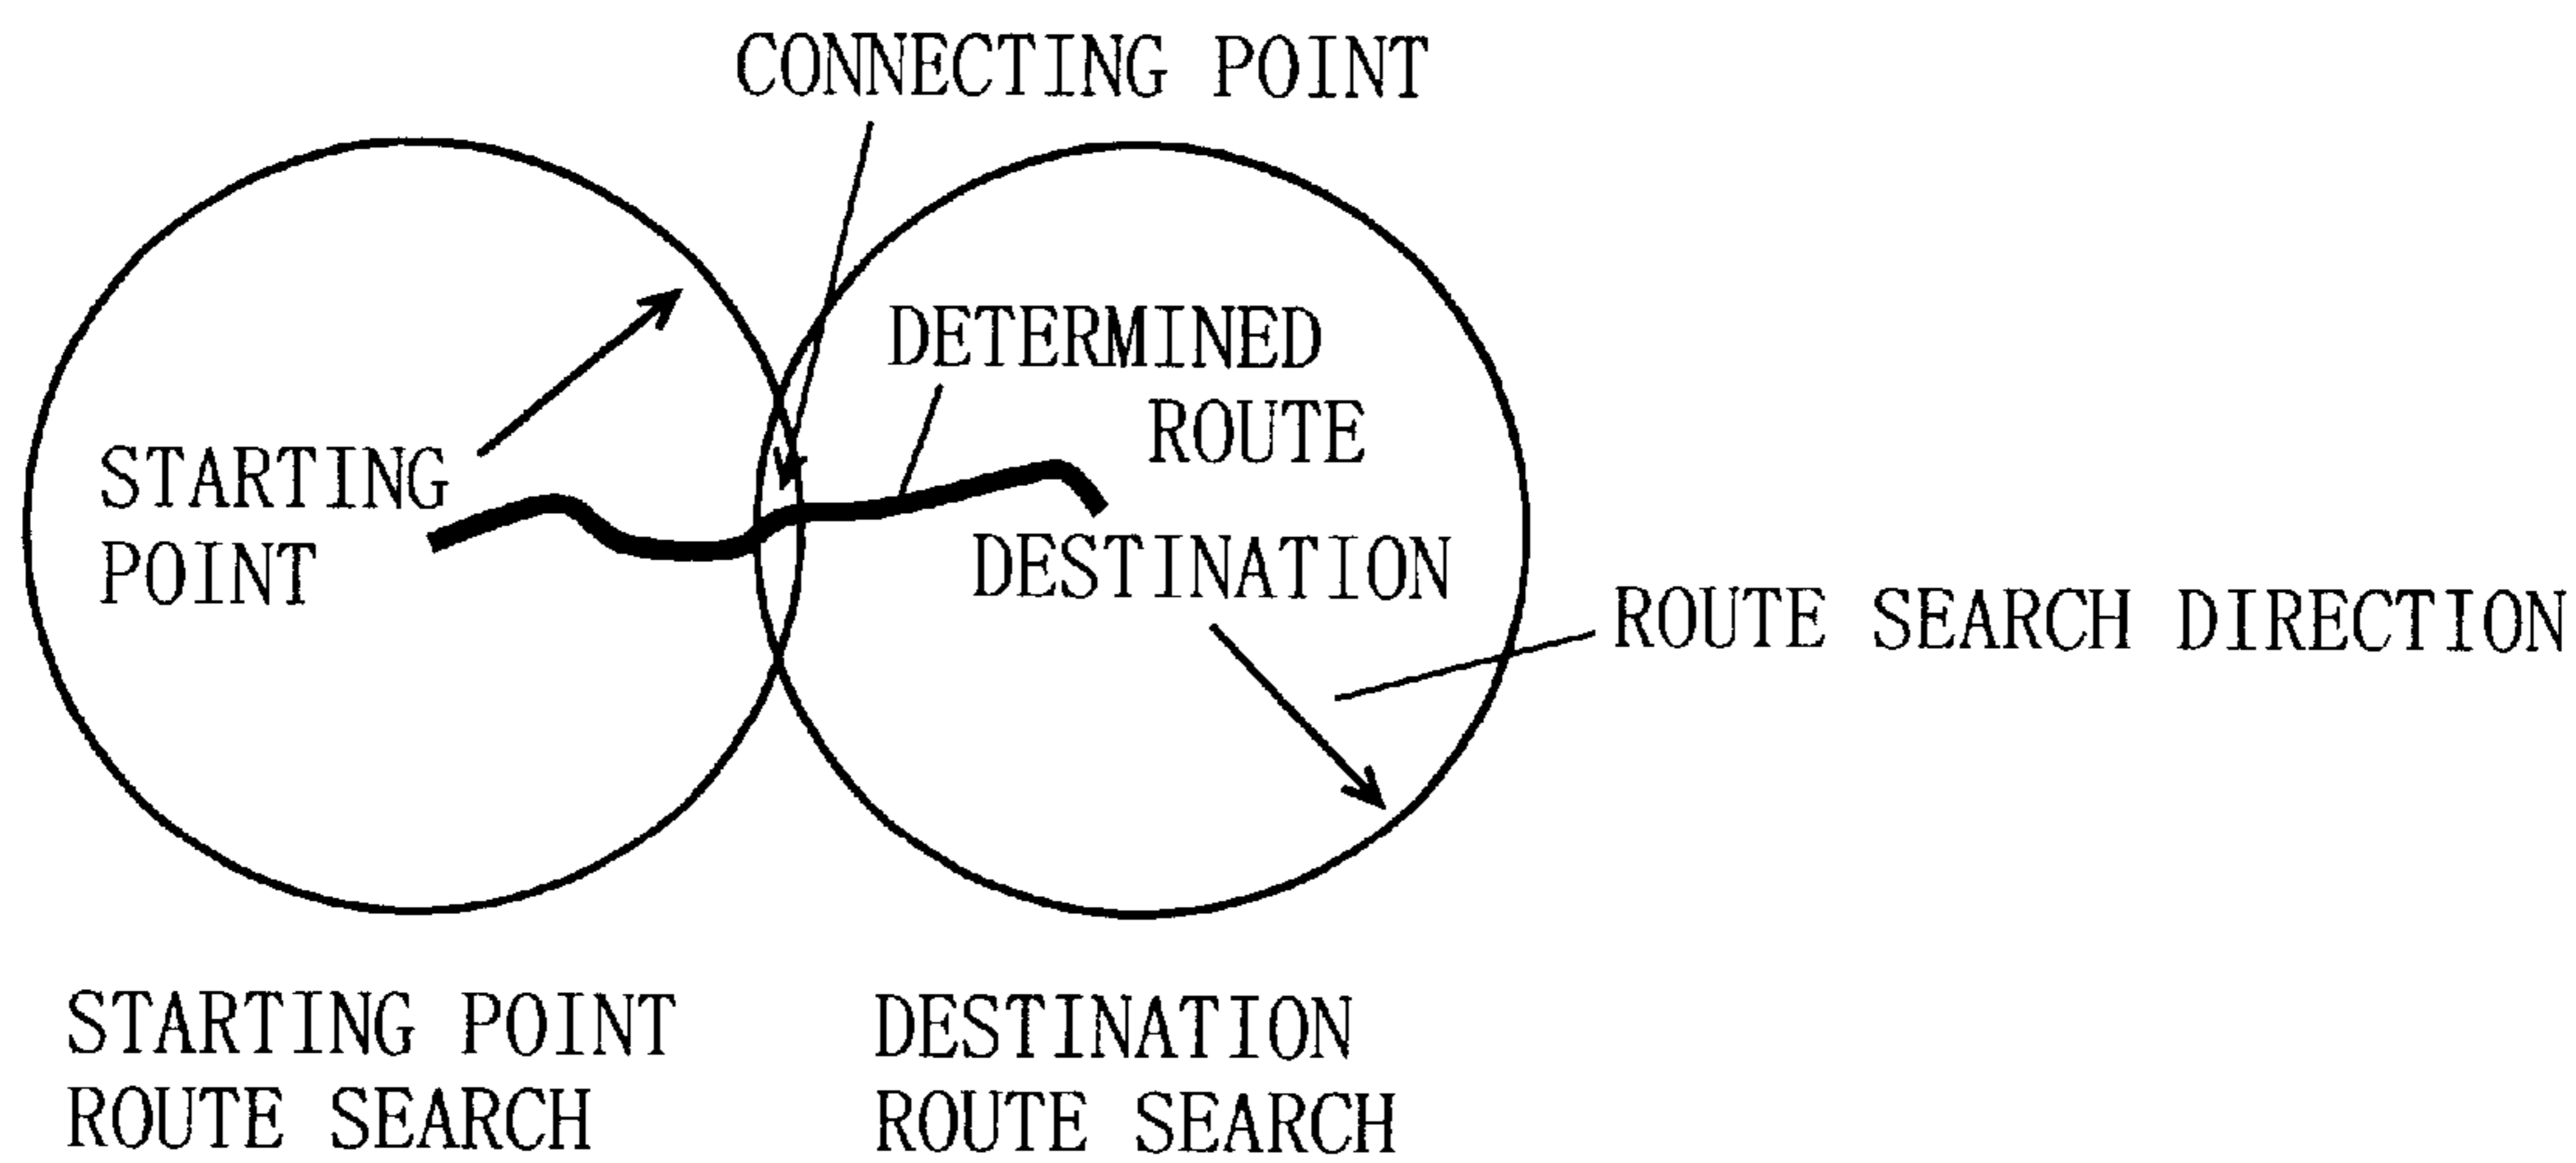 CONNECTING POINT
DETERMINED
ROUTE
STARTING
POINT
DESTINATION
ROUTE SEARCH DIRECTION
STARTING POINT
ROUTE SEARCH
DESTINATION
ROUTE SEARCH